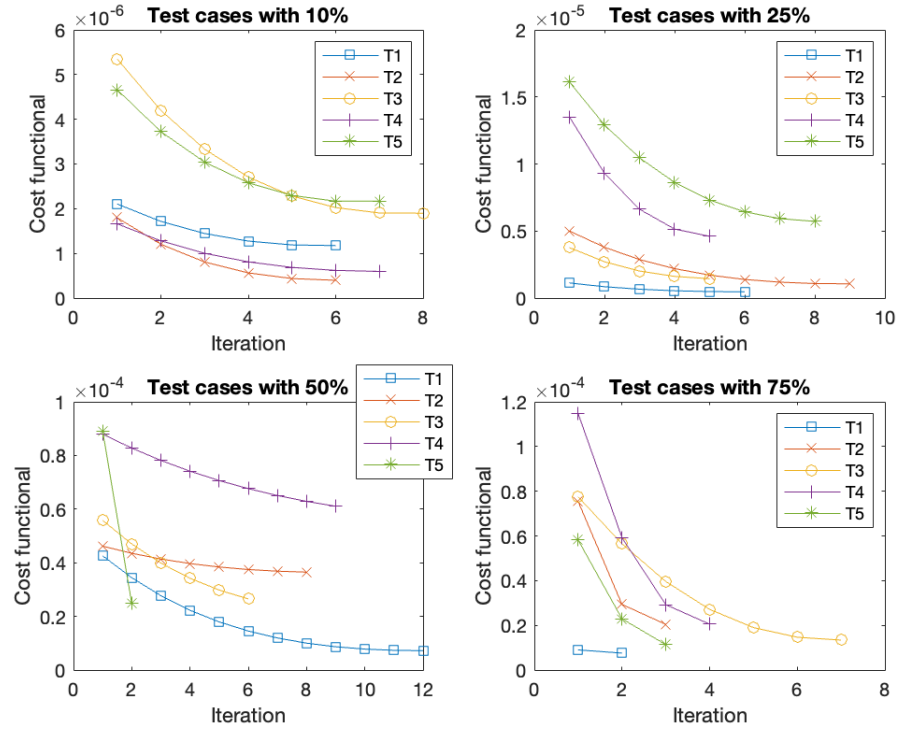 Test cases with 10%
×10^-6
Cost functional
6
5
4
3
2
1
0
0 2 4 6 8
Iteration
T1
T2
T3
T4
T5
Test cases with 25%
×10^-5
Cost functional
2
1.5
1
0.5
0
0 2 4 6 8 10
Iteration
T1
T2
T3
T4
T5
Test cases with 50%
×10^-4
Cost functional
1
0.8
0.6
0.4
0.2
0
0 2 4 6 8 10 12
Iteration
T1
T2
T3
T4
T5
Test cases with 75%
×10^-4
Cost functional
1.2
1
0.8
0.6
0.4
0.2
0
0 2 4 6 8
Iteration
T1
T2
T3
T4
T5